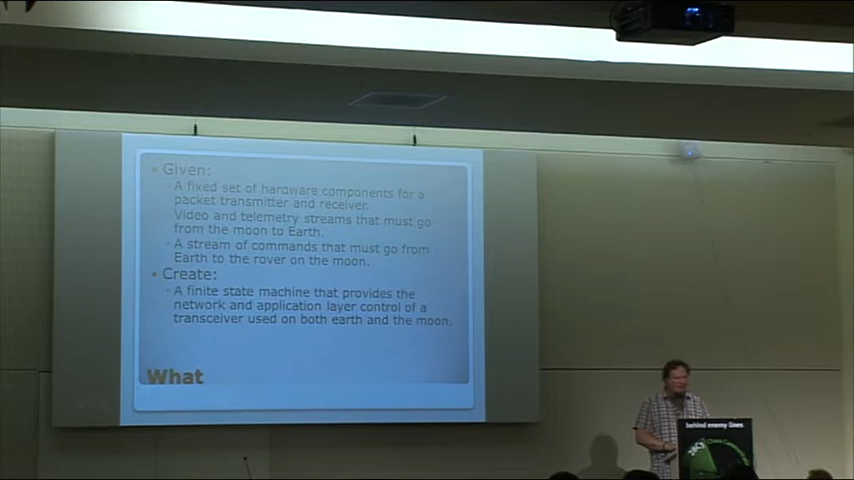 Given:
A fixed set of hardware components for a
packet transmitter and receiver.
Video and telemetry streams that must go
from the moon to Earth.
A stream of commands that must go from
Earth to the rover on the moon.
Create:
A finite state machine that provides the
network and application layer control of a
transceiver used on both earth and the moon.
What
behind enemy lines